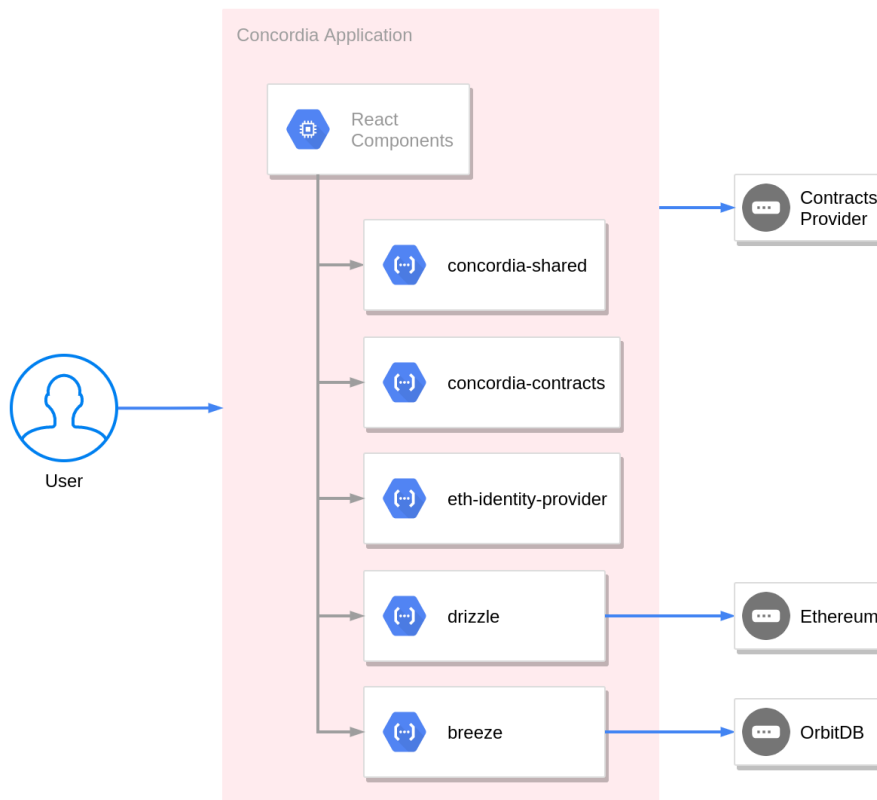 Concordia Application
React
Components
Contracts
Provider
concordia-shared
concordia-contracts
User
eth-identity-provider
drizzle
Ethereum
breeze
OrbitDB